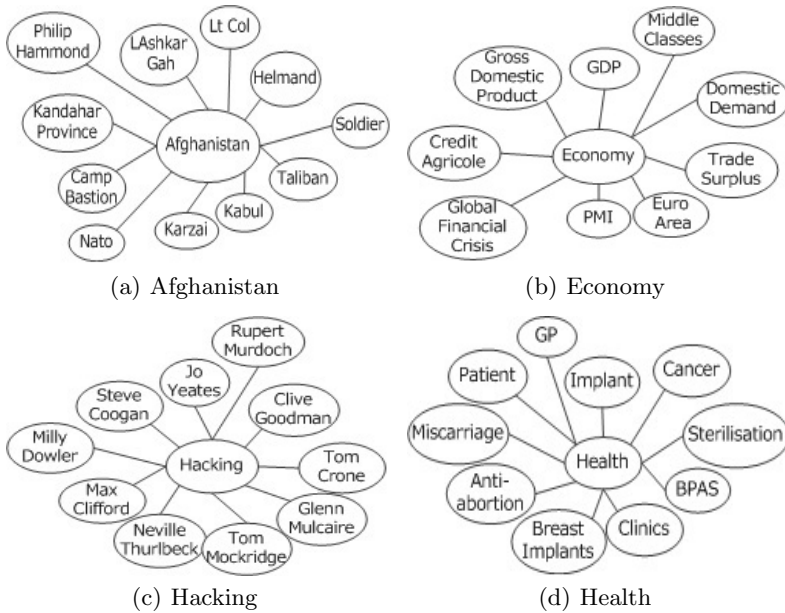 Philip
Hammond
LAshkar
Gah
Lt Col
Helmand
Kandahar
Province
Afghanistan
Soldier
Camp
Bastion
Taliban
Nato
Karzai
Kabul
(a) Afghanistan
Middle
Classes
Gross
Domestic
Product
GDP
Domestic
Demand
Credit
Agricole
Economy
Trade
Surplus
Global
Financial
Crisis
PMI
Euro
Area
(b) Economy
Rupert
Murdoch
Jo
Yeates
Steve
Coogan
Clive
Goodman
Milly
Dowler
Hacking
Tom
Crone
Max
Clifford
Glenn
Mulcaire
Neville
Thurlbeck
Tom
Mockridge
(c) Hacking
GP
Patient
Implant
Cancer
Miscarriage
Health
Sterilisation
Anti-
abortion
BPAS
Breast
Implants
Clinics
(d) Health